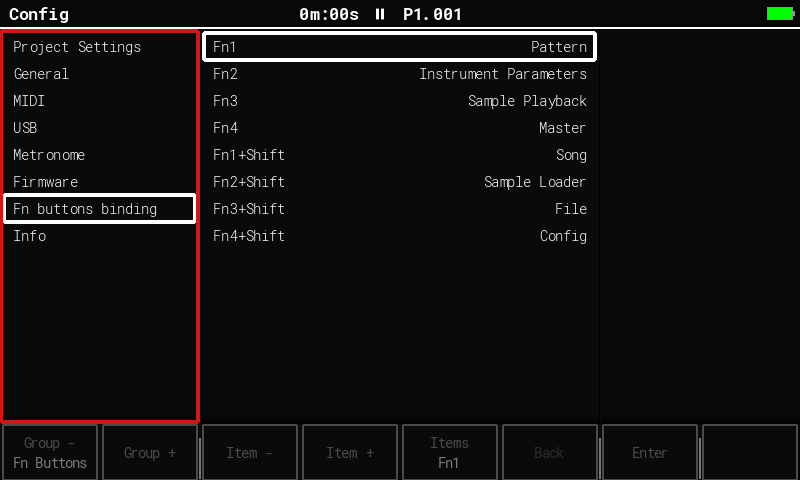 Config 0m:00s P1.001
Project Settings
General
MIDI
USB
Metronome
Firmware
Fn buttons binding
Info
Fn1 Pattern
Fn2 Instrument Parameters
Fn3 Sample Playback
Fn4 Master
Fn1+Shift Song
Fn2+Shift Sample Loader
Fn3+Shift File
Fn4+Shift Config
Group -
Fn Buttons
Group +
Item -
Item +
Items
Fn1
Back
Enter